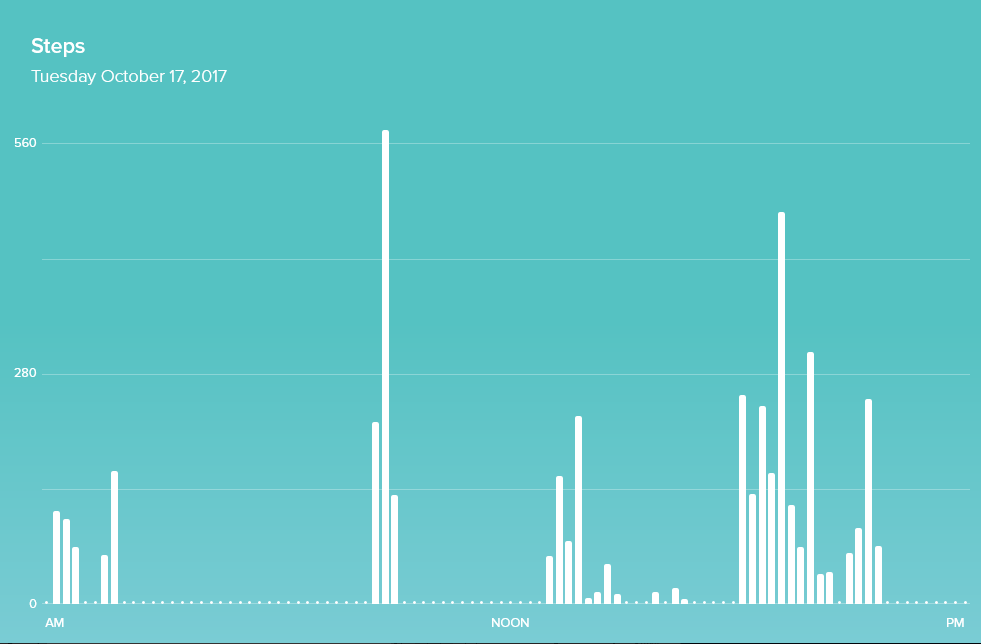 Steps
Tuesday October 17, 2017
560
280
0
AM NOON PM